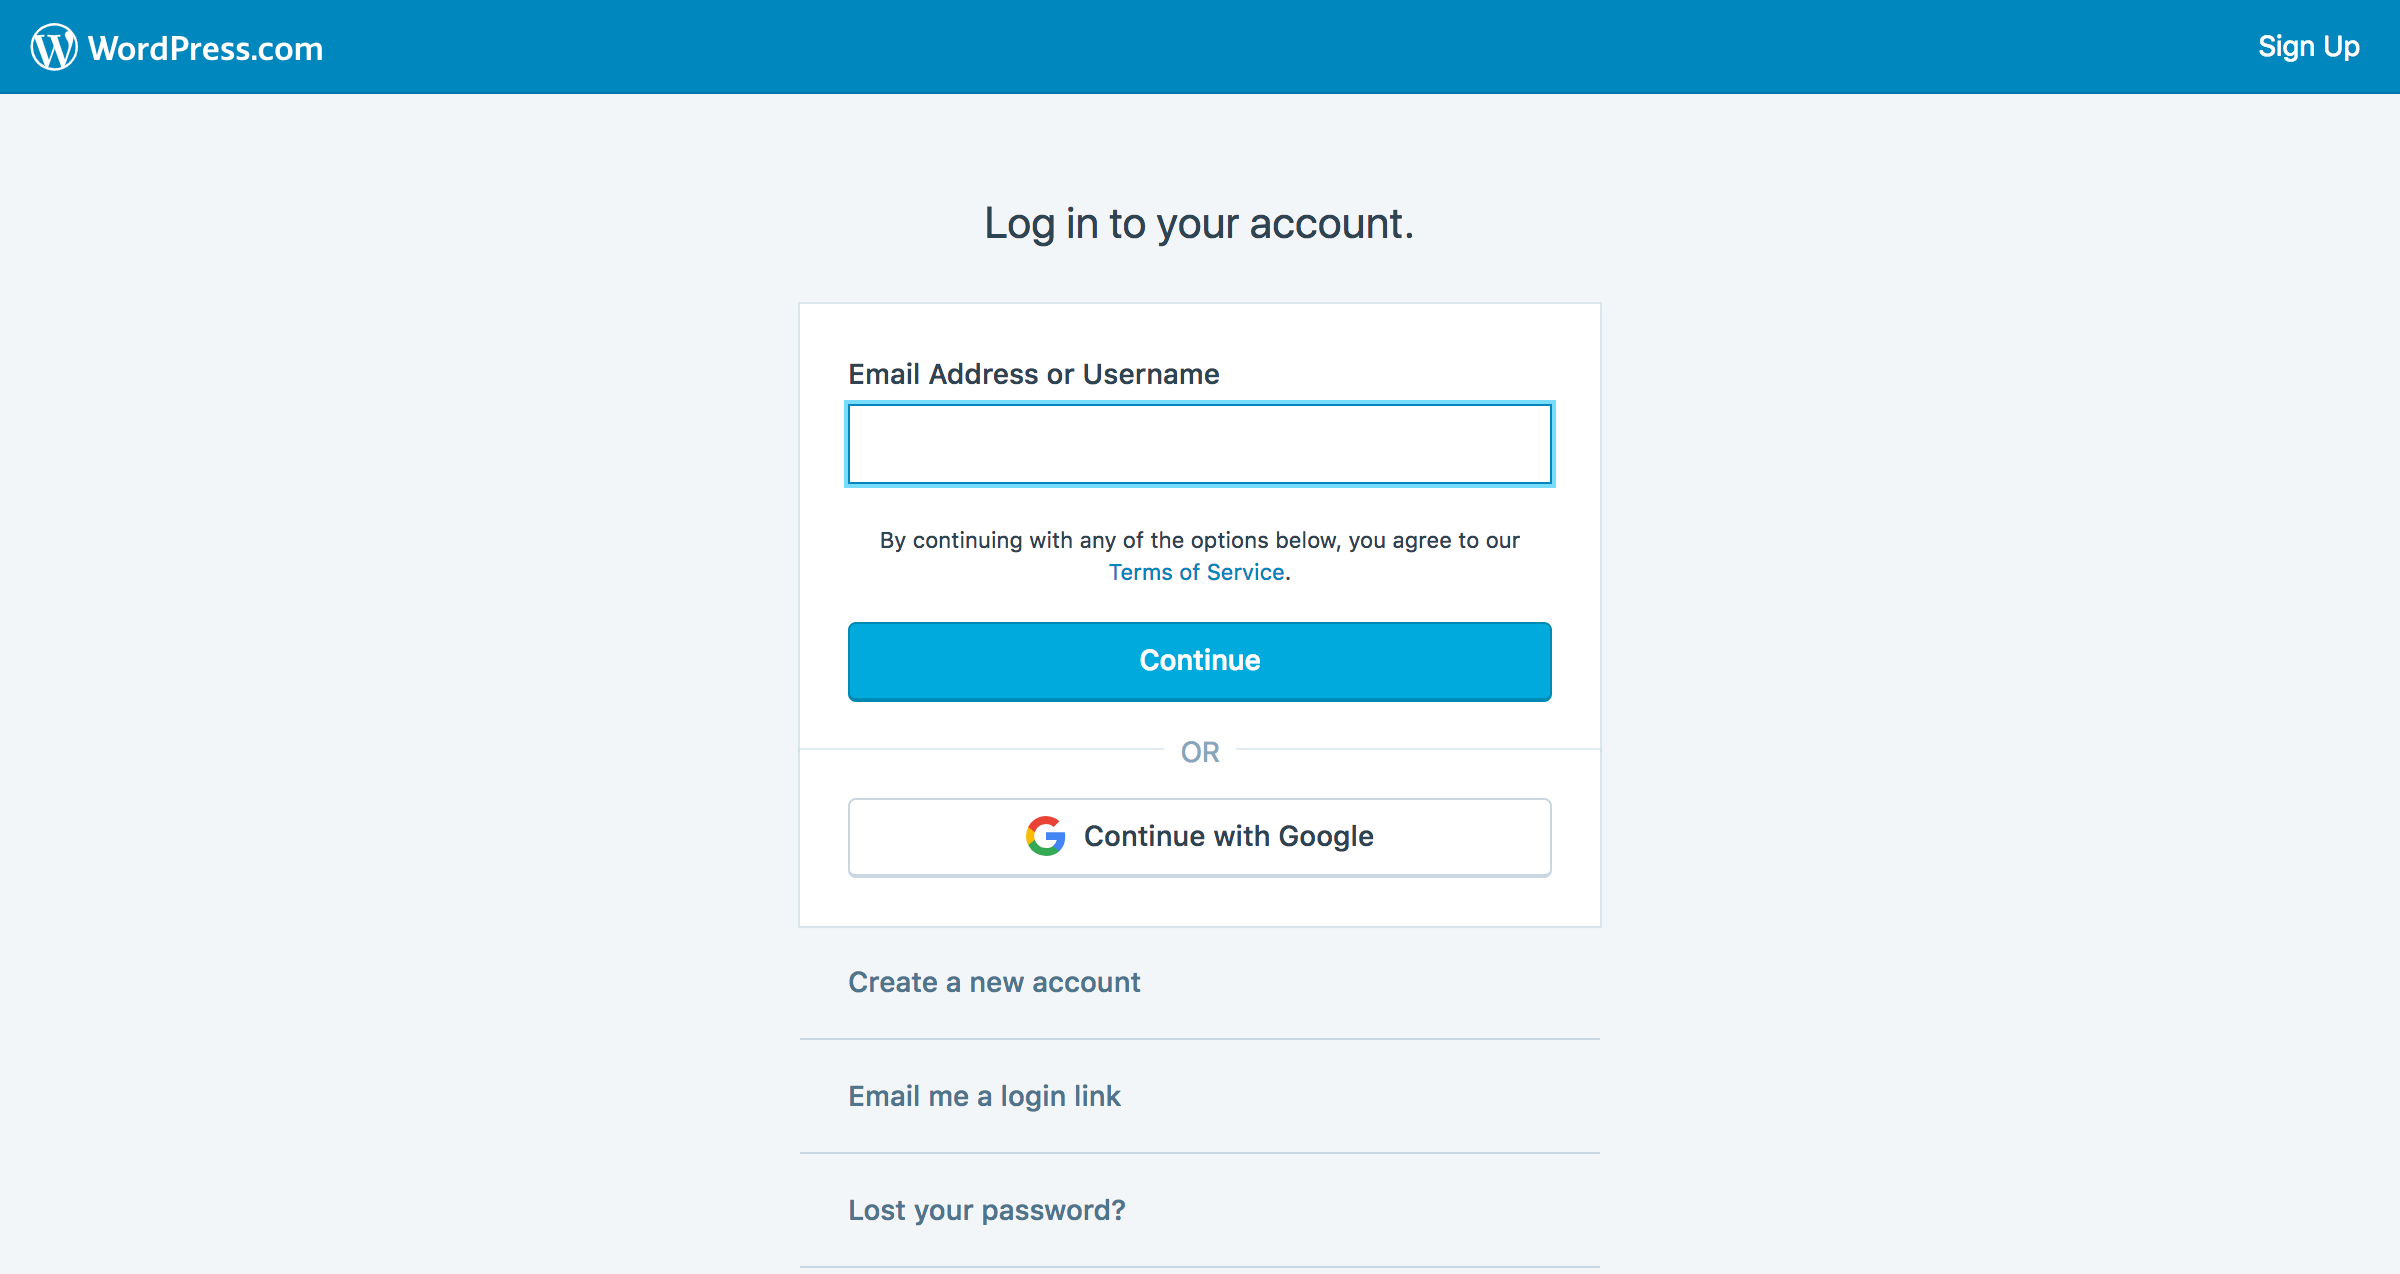 WordPress.com
Sign Up
Log in to your account.
Email Address or Username
By continuing with any of the options below, you agree to our
Terms of Service.
Continue
OR
Continue with Google
Create a new account
Email me a login link
Lost your password?